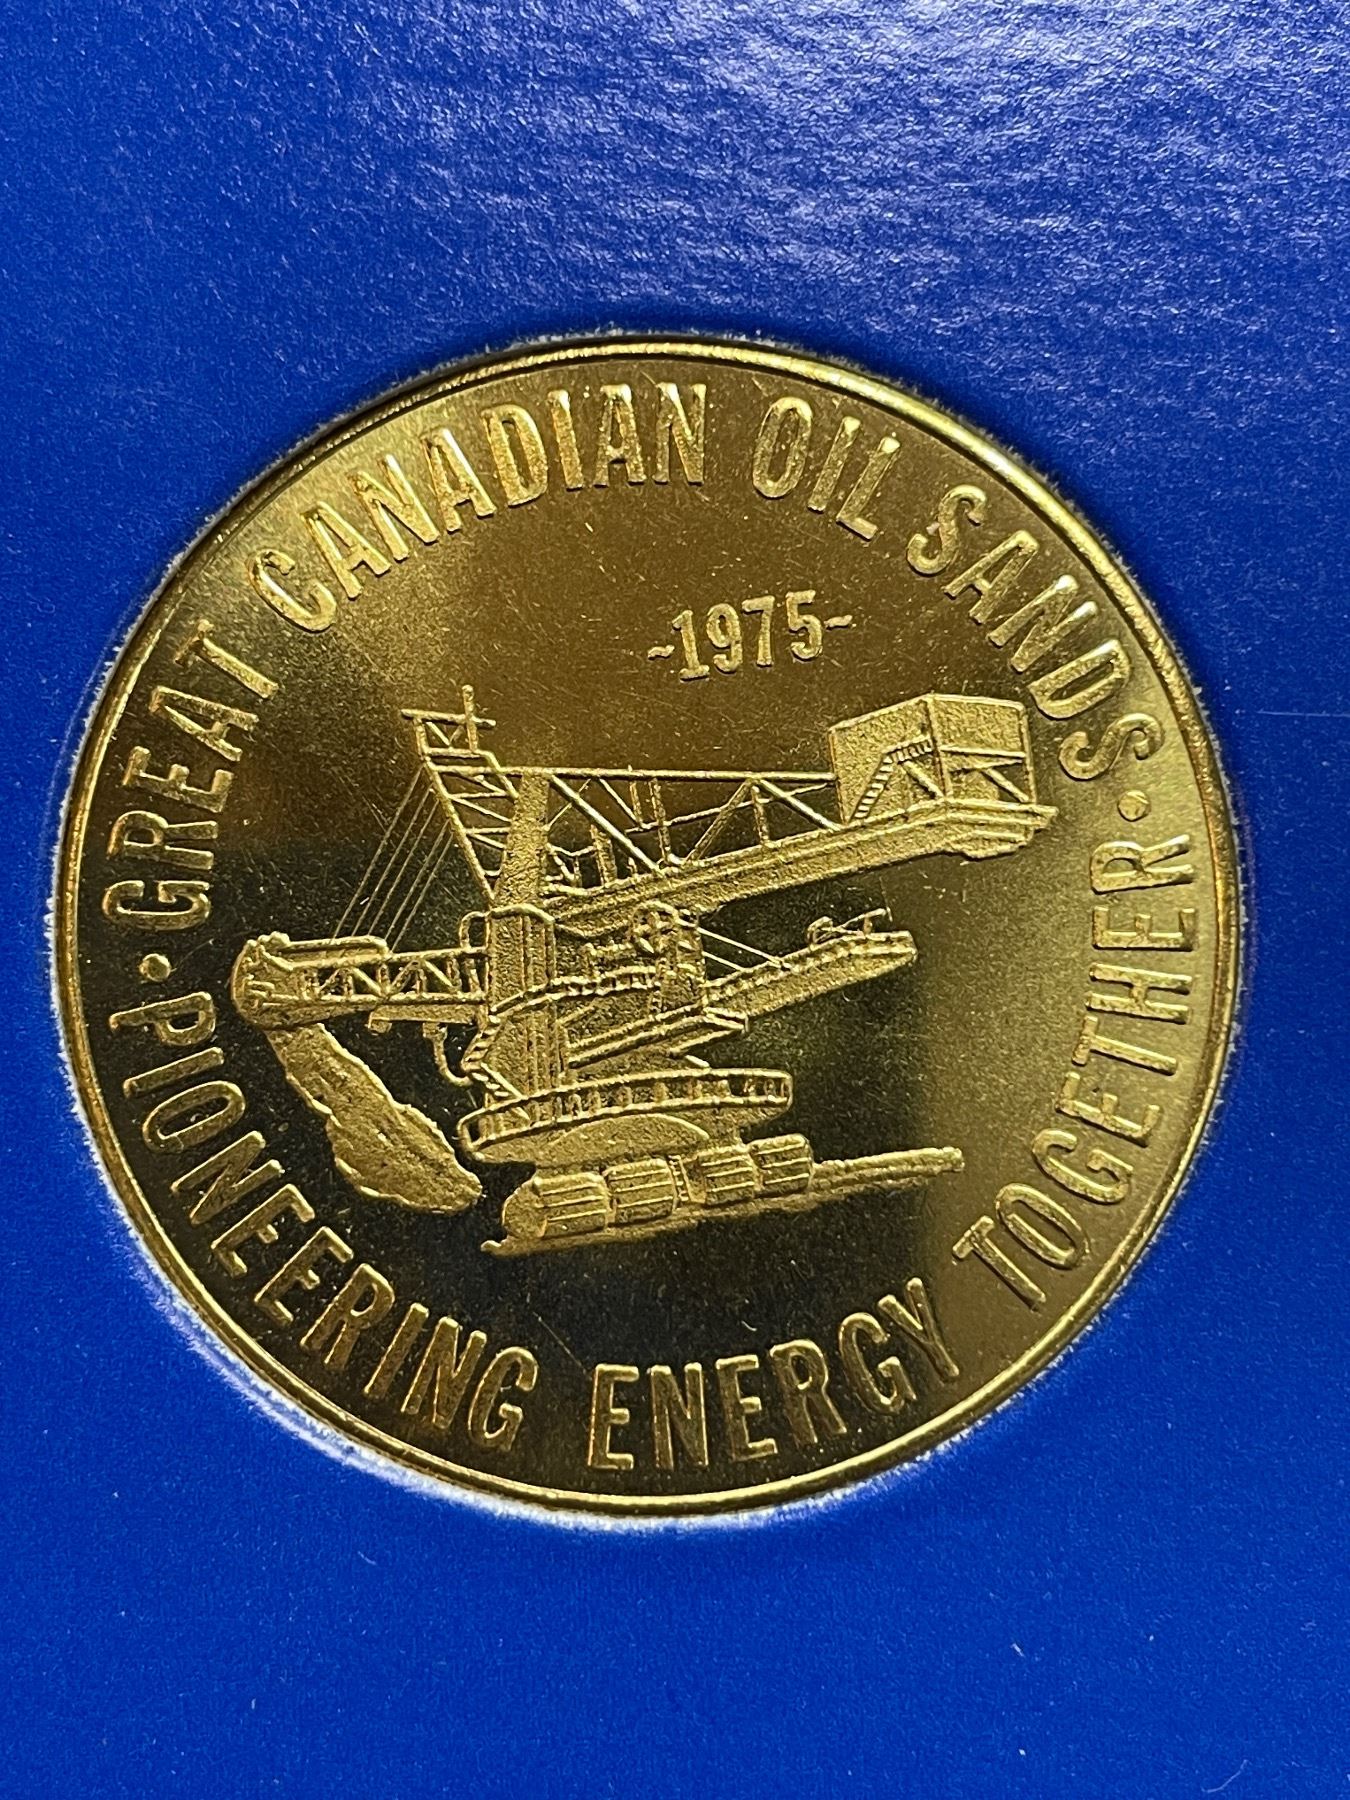 ·GREAT CANADIAN OIL SANDS·
-1975-
PIONEERING ENERGY TOGETHER